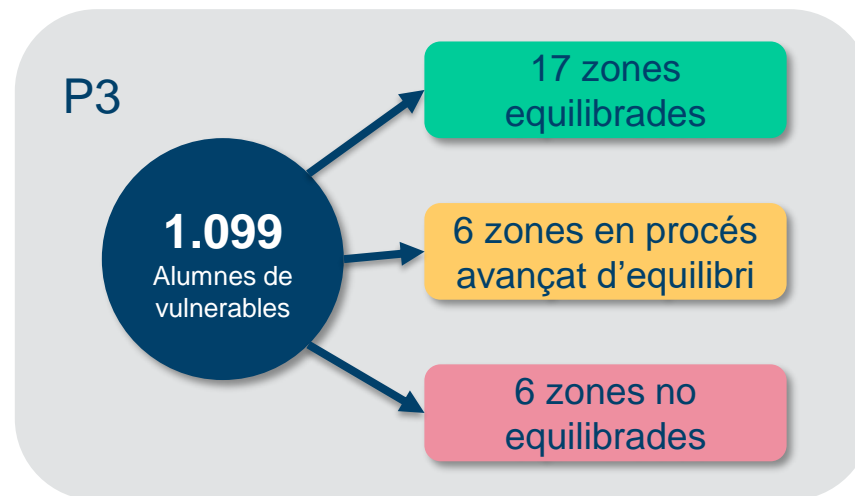 P3
1.099
Alumnes de
vulnerables
17 zones
equilibrades
6 zones en procés
avançat d’equilibri
6 zones no
equilibrades